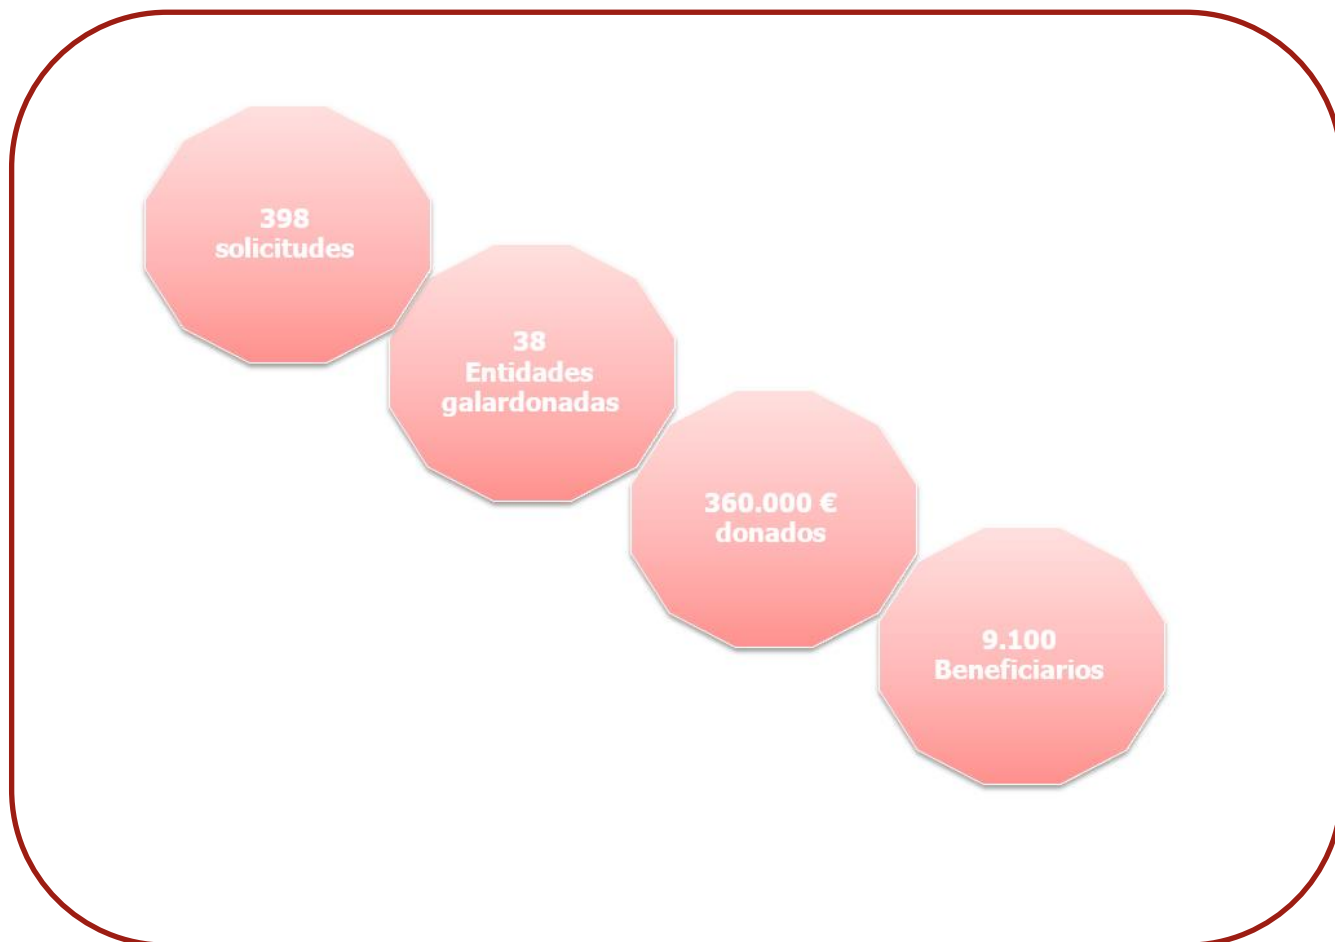 398
solicitudes
38
Entidades
galardonadas
360.000 €
donados
9.100
Beneficiarios